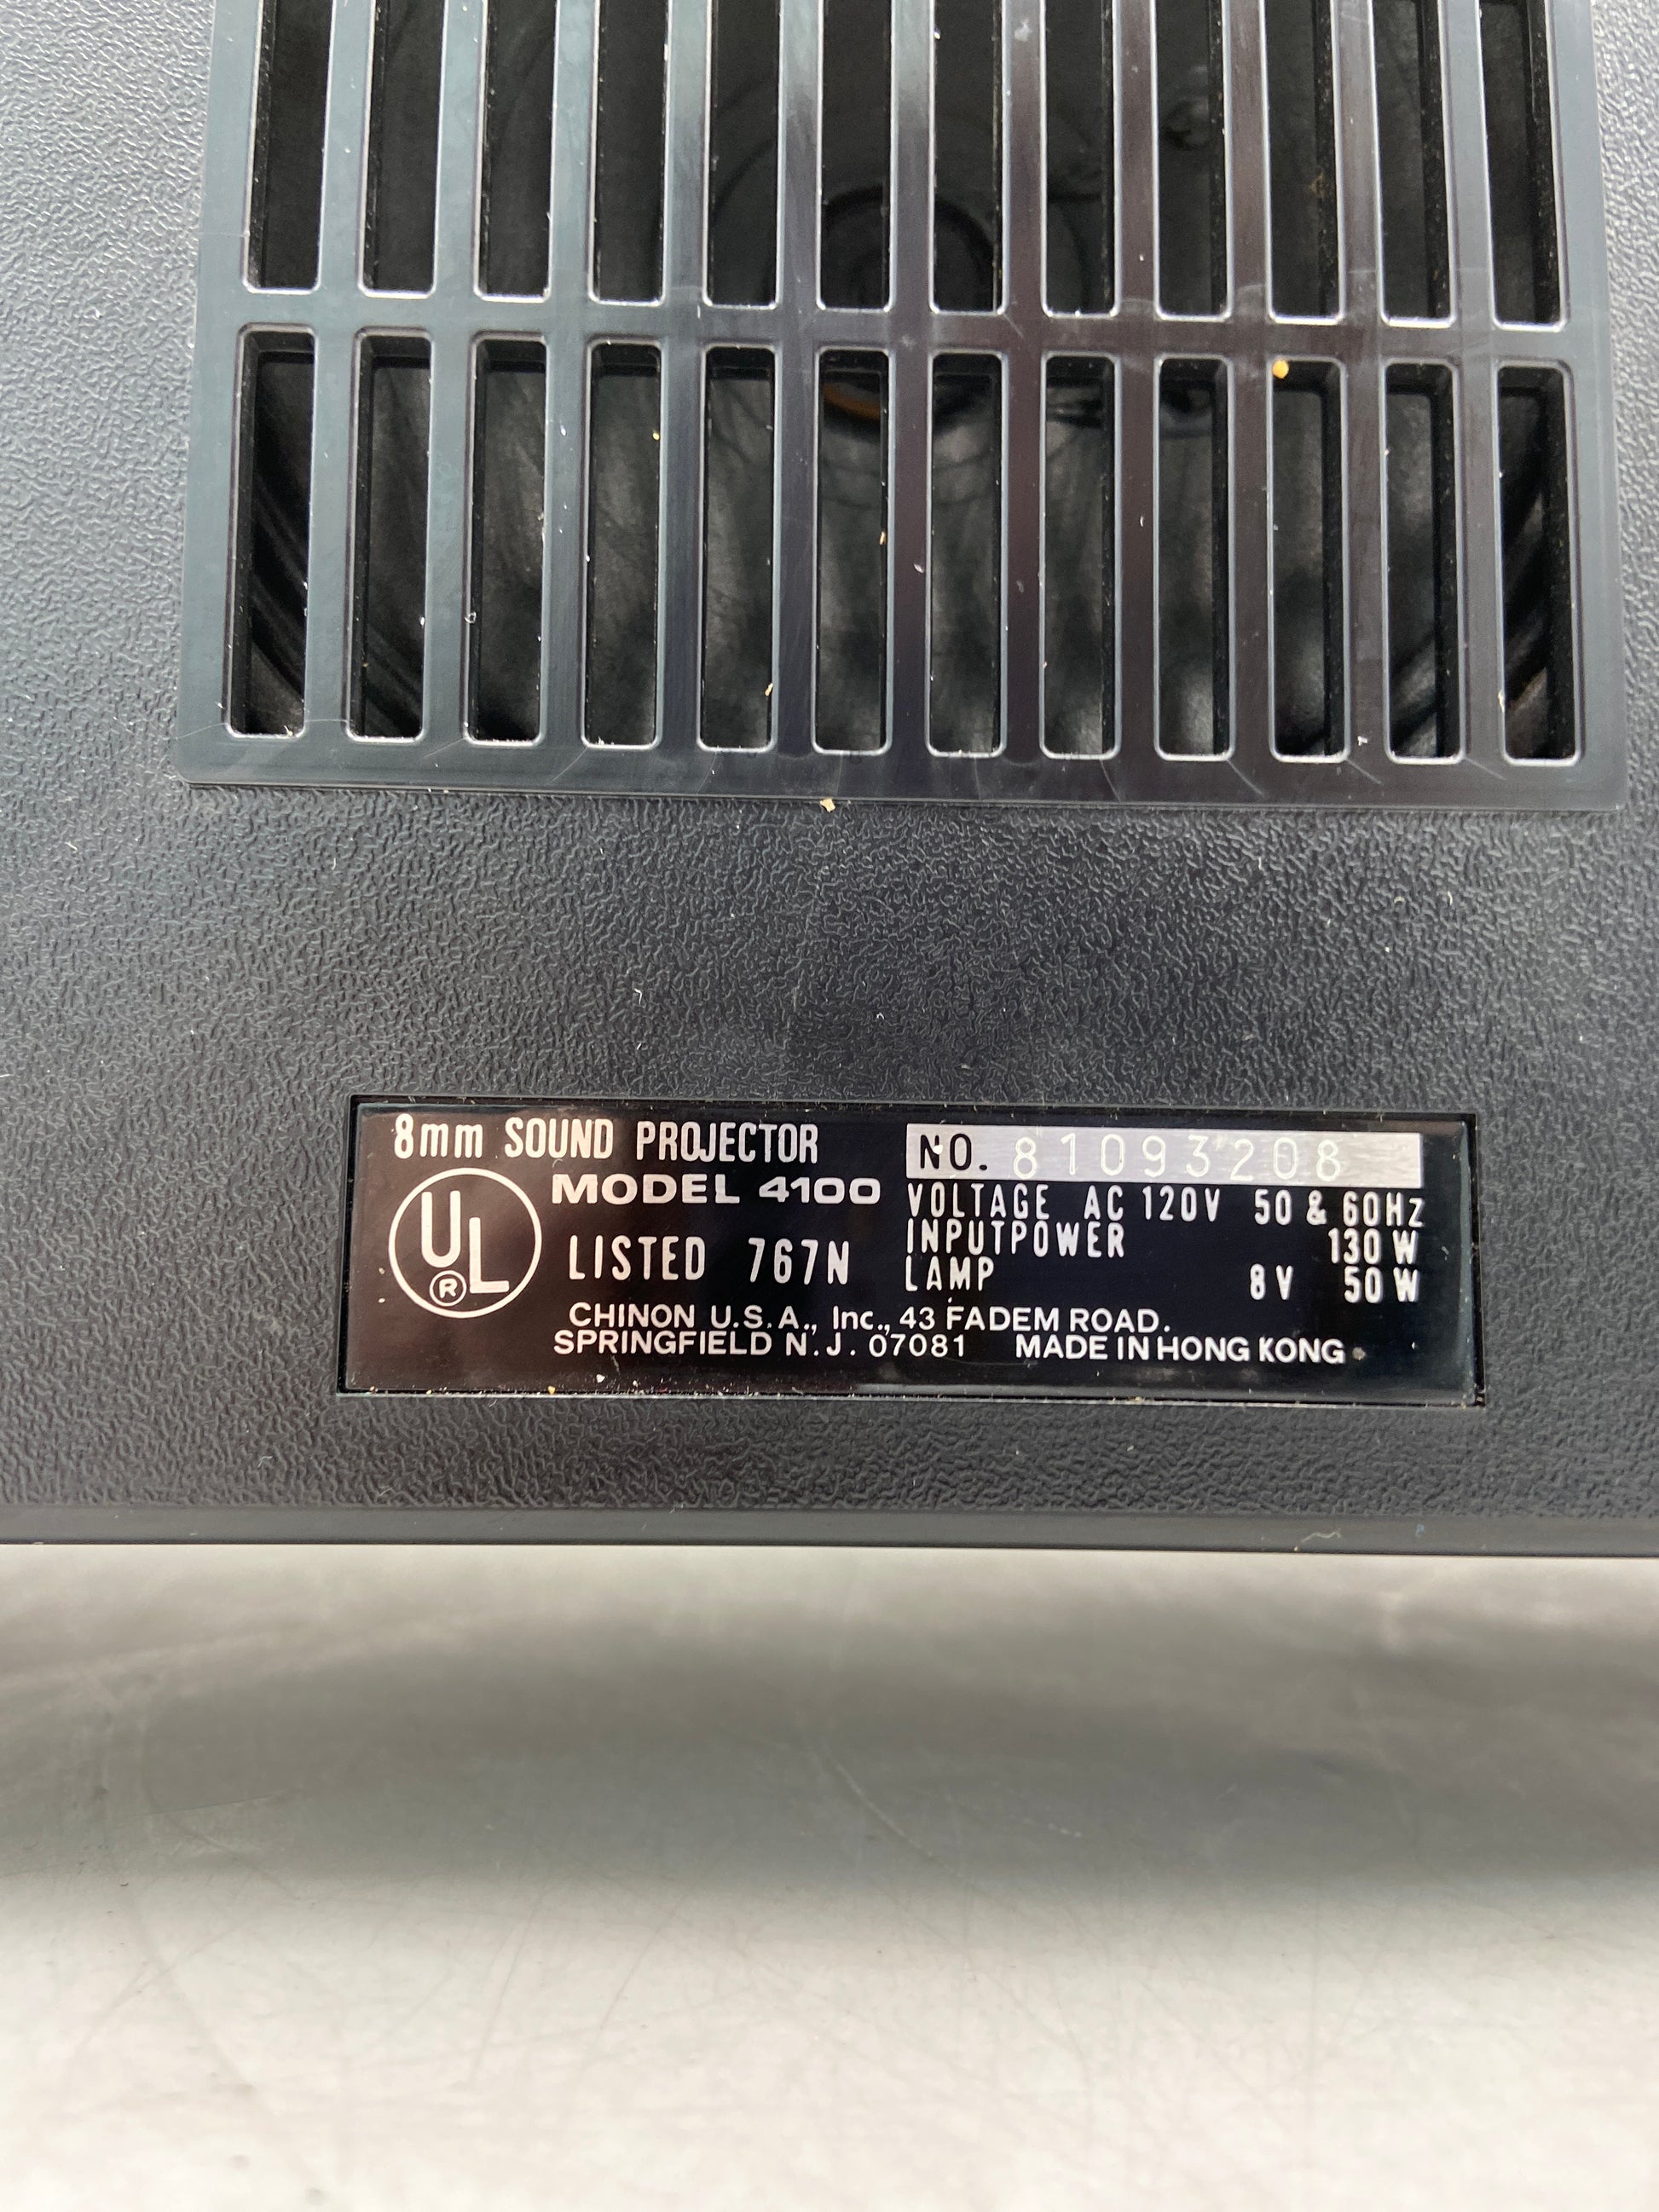 8mm SOUND PROJECTOR
MODEL 4100
UL
®
LISTED 767N
NO. 81093208
VOLTAGE AC 120V 50 & 60Hz
INPUTPOWER 130 W
LAMP 8 V 50 W
CHINON U.S.A., Inc., 43 FADEM ROAD.
SPRINGFIELD N.J. 07081 MADE IN HONG KONG